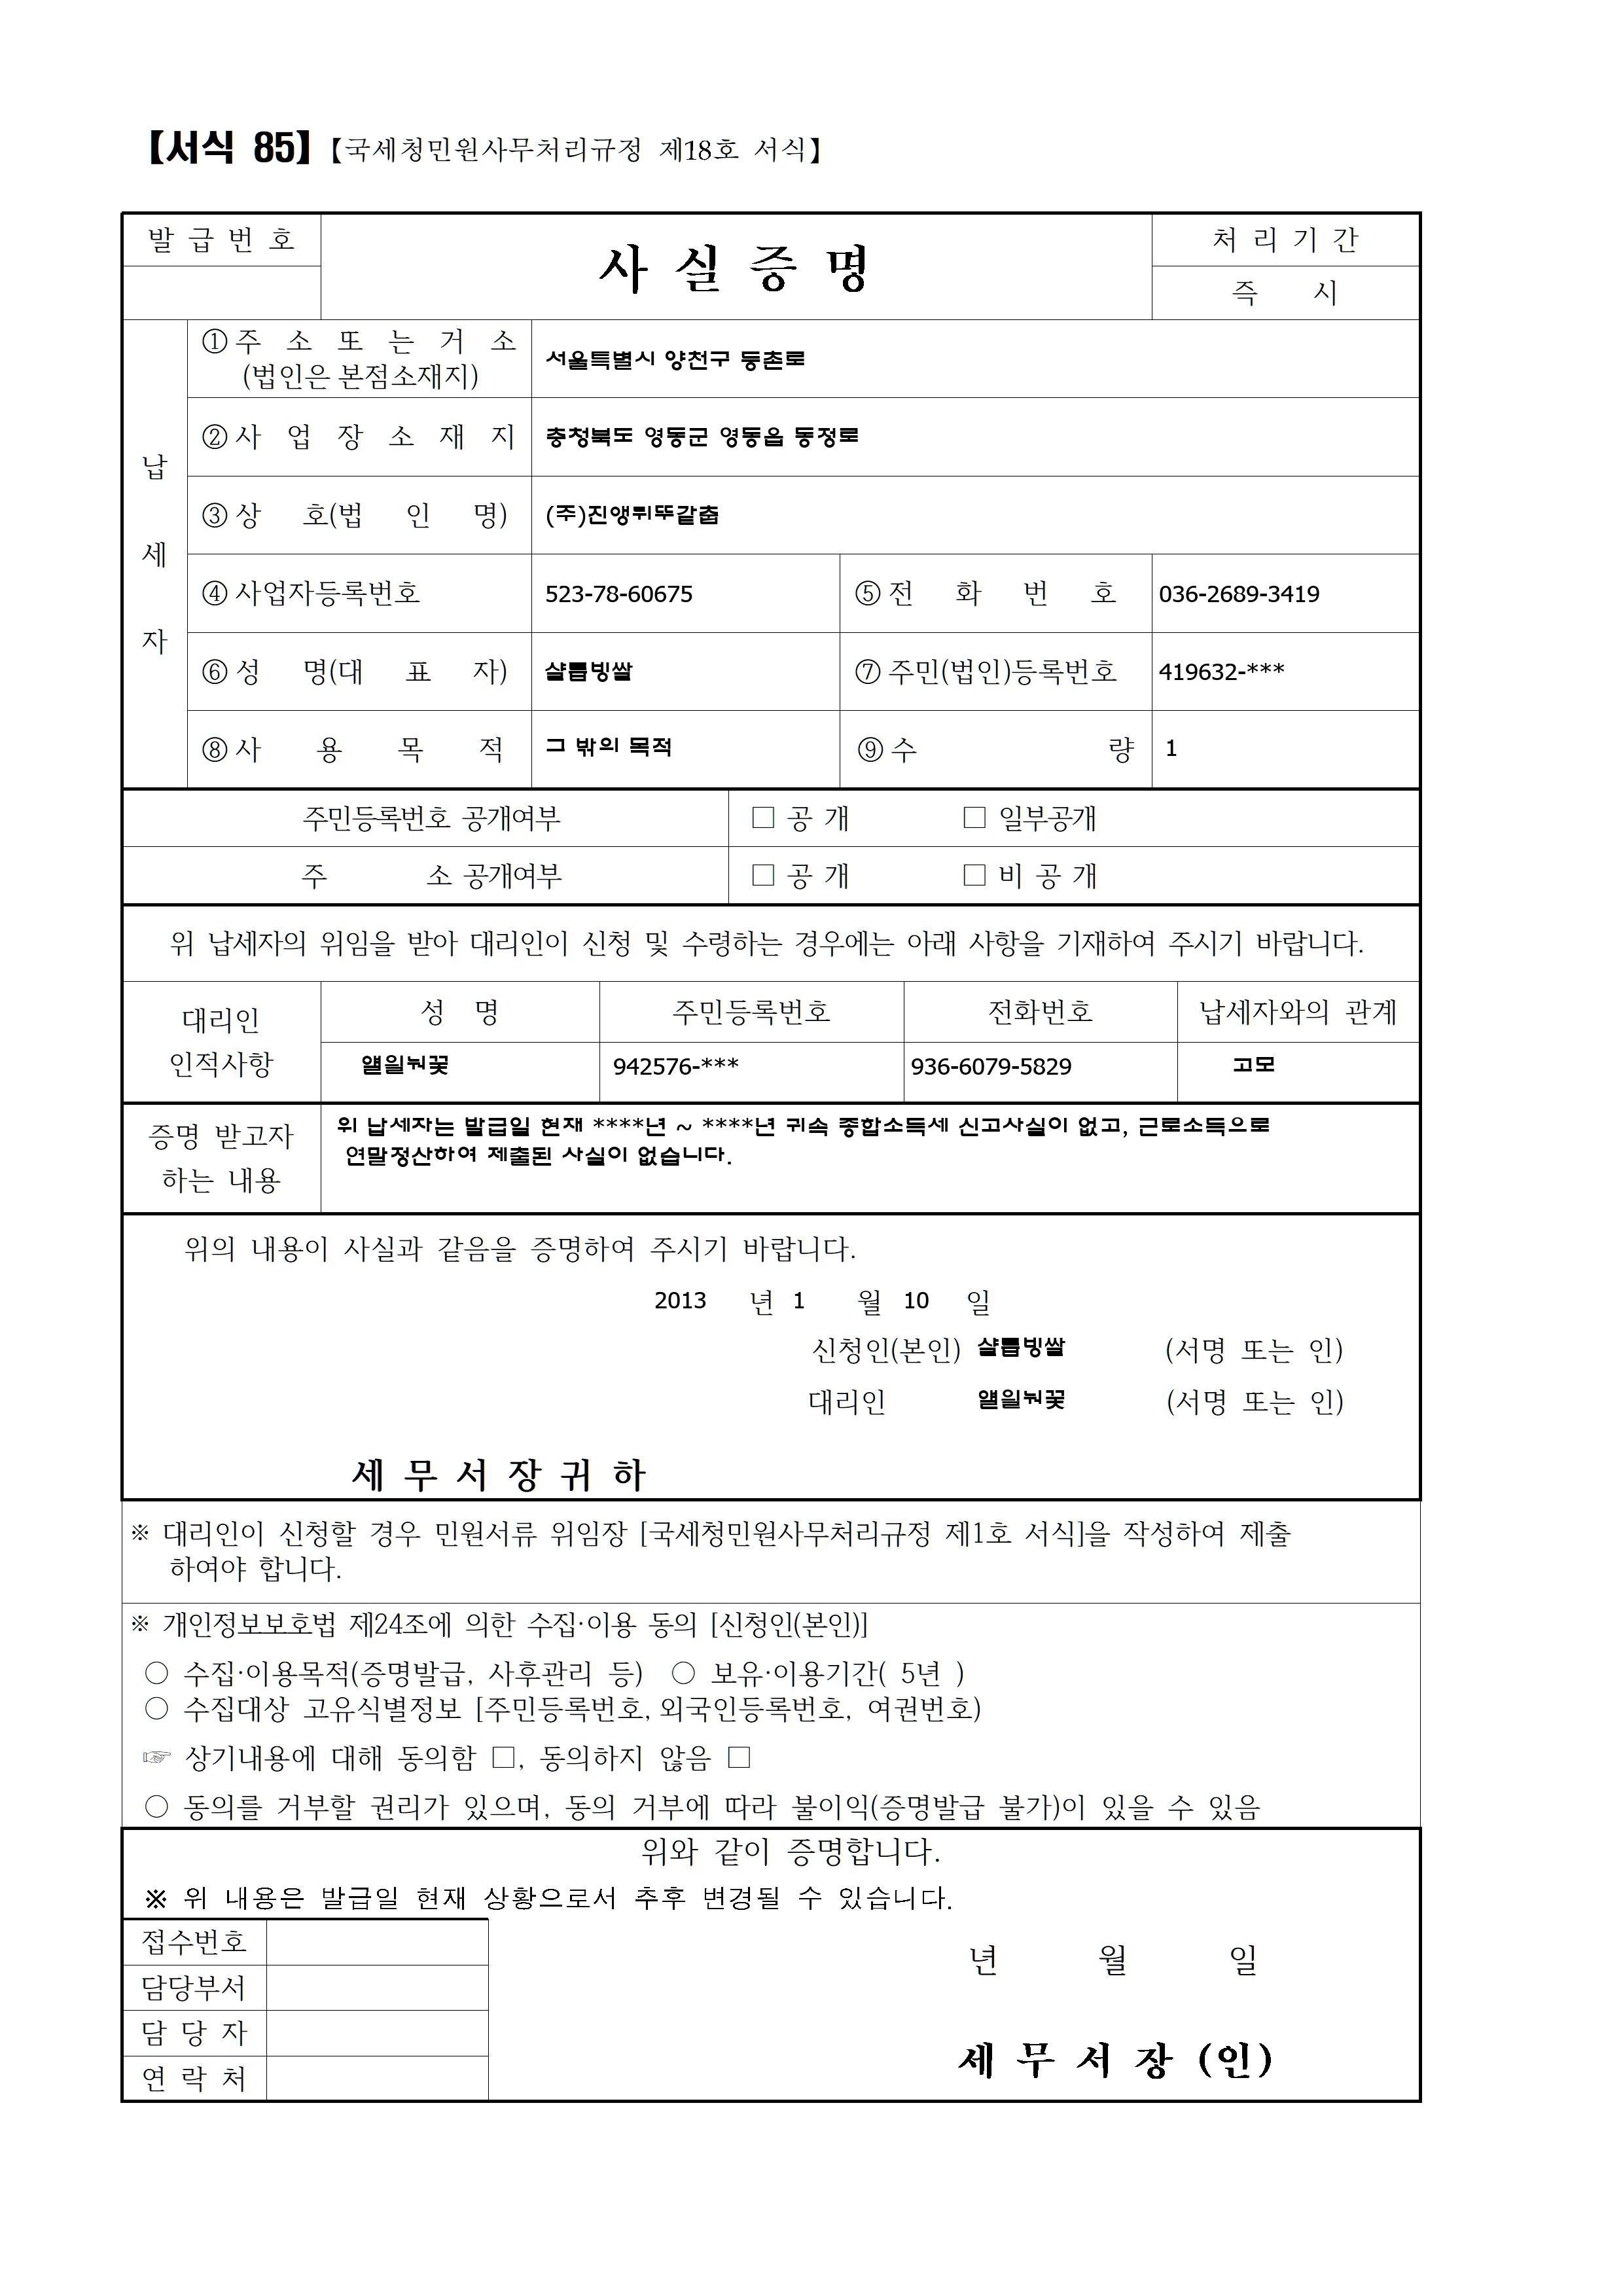 【서식 85】【국세청민원사무처리규정 제18호 서식】
발 급 번 호
사 실 증 명
처 리 기 간
즉 시
납 세 자
① 주 소 또 는 거 소
(법인은 본점소재지)
서울특별시 양천구 등촌로
② 사 업 장 소 재 지
충청북도 영동군 영동읍 동정로
③ 상 호(법 인 명)
(주)진앵뤼뚜같춥
④ 사업자등록번호
523-78-60675
⑤ 전 화 번 호
036-2689-3419
⑥ 성 명(대 표 자)
샬틈빙쌀
⑦ 주민(법인)등록번호
419632-***
⑧ 사 용 목 적
그 밖의 목적
⑨ 수 량
1
주민등록번호 공개여부
□ 공 개 □ 일부공개
주 소 공개여부
□ 공 개 □ 비 공 개
위 납세자의 위임을 받아 대리인이 신청 및 수령하는 경우에는 아래 사항을 기재하여 주시기 바랍니다.
대리인
인적사항
성 명
주민등록번호
전화번호
납세자와의 관계
942576-***
936-6079-5829
고모
증명 받고자
하는 내용
위 납세자는 발급일 현재 ****년 ~ ****년 귀속 종합소득세 신고사실이 없고, 근로소득으로
연말정산하여 제출된 사실이 없습니다.
위의 내용이 사실과 같음을 증명하여 주시기 바랍니다.
2013 년 1 월 10 일
신청인(본인) 샬틈빙쌀 (서명 또는 인)
대리인 (서명 또는 인)
세 무 서 장 귀 하
※ 대리인이 신청할 경우 민원서류 위임장 [국세청민원사무처리규정 제1호 서식]을 작성하여 제출
하여야 합니다.
※ 개인정보보호법 제24조에 의한 수집·이용 동의 [신청인(본인)]
○ 수집·이용목적(증명발급, 사후관리 등) ○ 보유·이용기간( 5년 )
○ 수집대상 고유식별정보 [주민등록번호, 외국인등록번호, 여권번호)
☞ 상기내용에 대해 동의함 □, 동의하지 않음 □
○ 동의를 거부할 권리가 있으며, 동의 거부에 따라 불이익(증명발급 불가)이 있을 수 있음
위와 같이 증명합니다.
※ 위 내용은 발급일 현재 상황으로서 추후 변경될 수 있습니다.
접수번호
담당부서
담 당 자
연 락 처
년 월 일
세 무 서 장 (인)